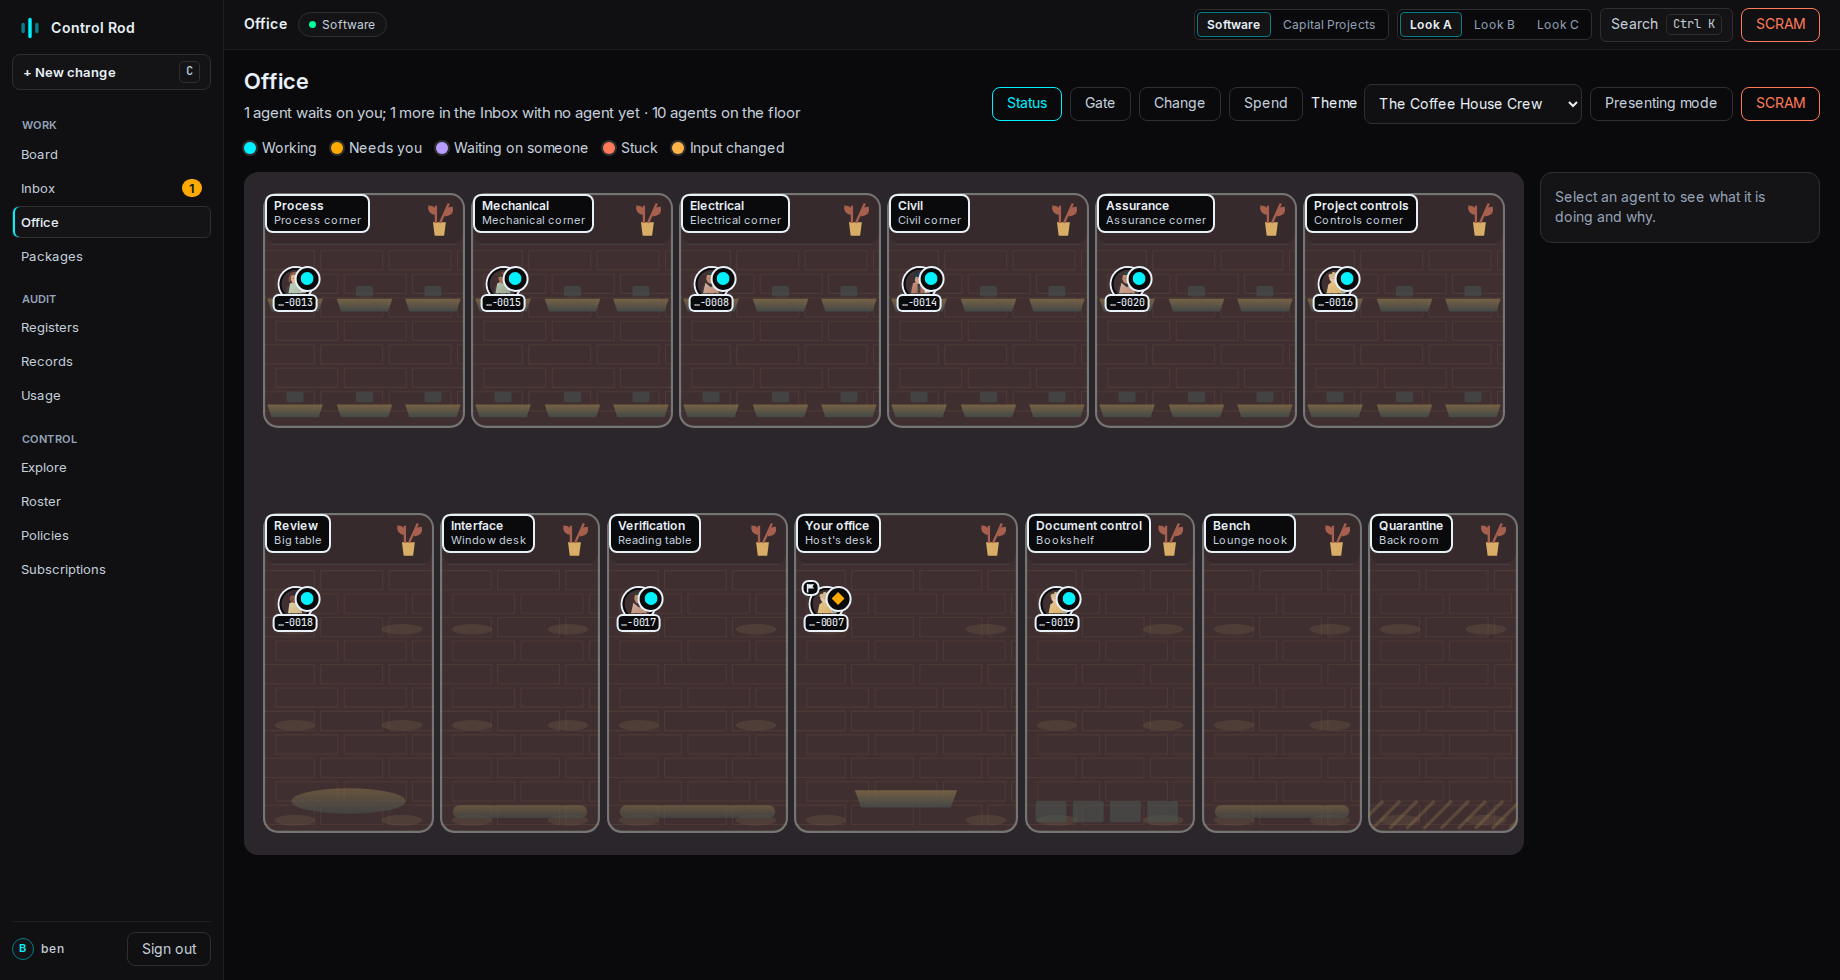 Control Rod
+ New change C
WORK
Board
Inbox 1
Office
Packages
AUDIT
Registers
Records
Usage
CONTROL
Explore
Roster
Policies
Subscriptions
B ben Sign out
Office Software Software Capital Projects Look A Look B Look C Search Ctrl K SCRAM
Office
1 agent waits on you; 1 more in the Inbox with no agent yet · 10 agents on the floor
Status Gate Change Spend Theme The Coffee House Crew Presenting mode SCRAM
Working Needs you Waiting on someone Stuck Input changed
Process
Process corner
…-0013
Mechanical
Mechanical corner
…-0015
Electrical
Electrical corner
…-0008
Civil
Civil corner
…-0014
Assurance
Assurance corner
…-0020
Project controls
Controls corner
…-0016
Review
Big table
…-0018
Interface
Window desk
Verification
Reading table
…-0017
Your office
Host's desk
…-0007
Document control
Bookshelf
…-0019
Bench
Lounge nook
Quarantine
Back room
Select an agent to see what it is
doing and why.